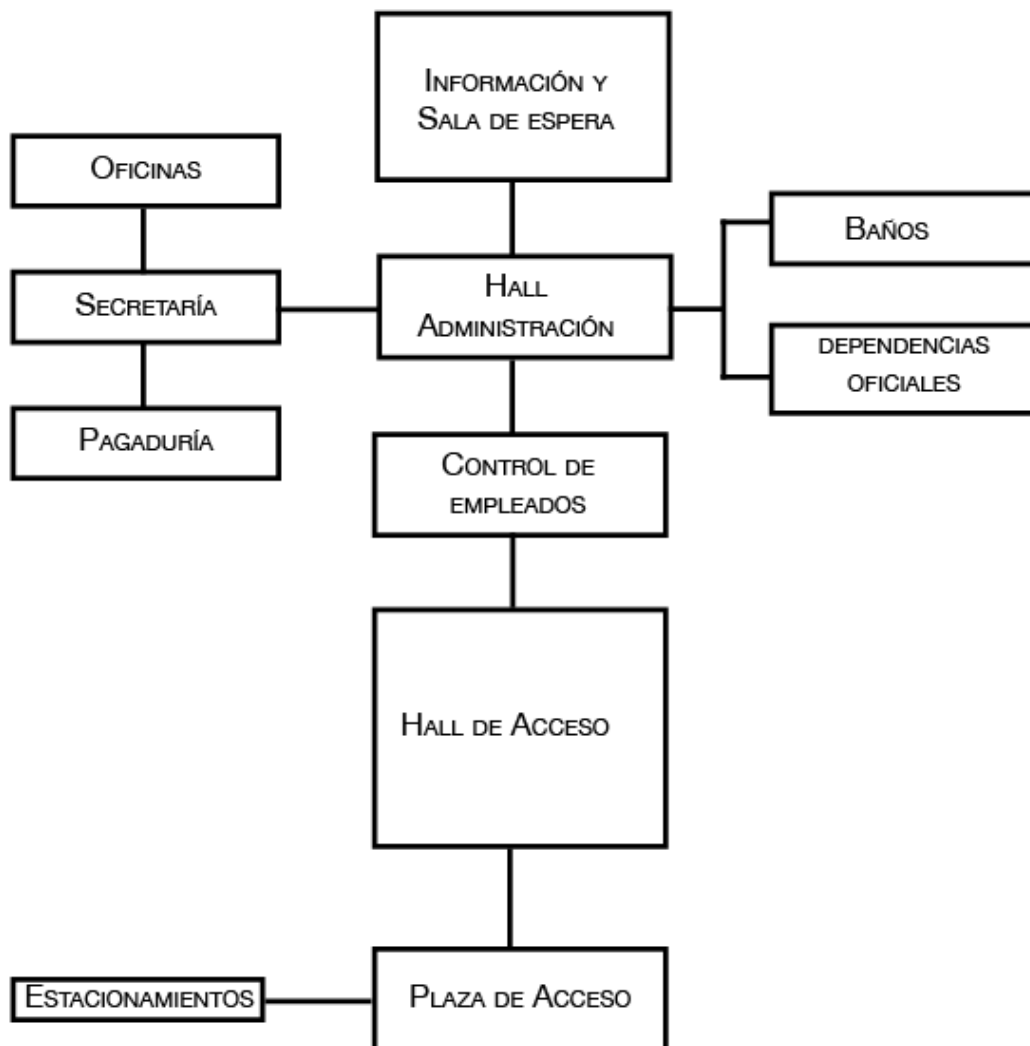 Información y
Sala de espera
Oficinas
Baños
Secretaría
Hall
Administración
dependencias
oficiales
Pagaduría
Control de
empleados
Hall de Acceso
Estacionamientos
Plaza de Acceso